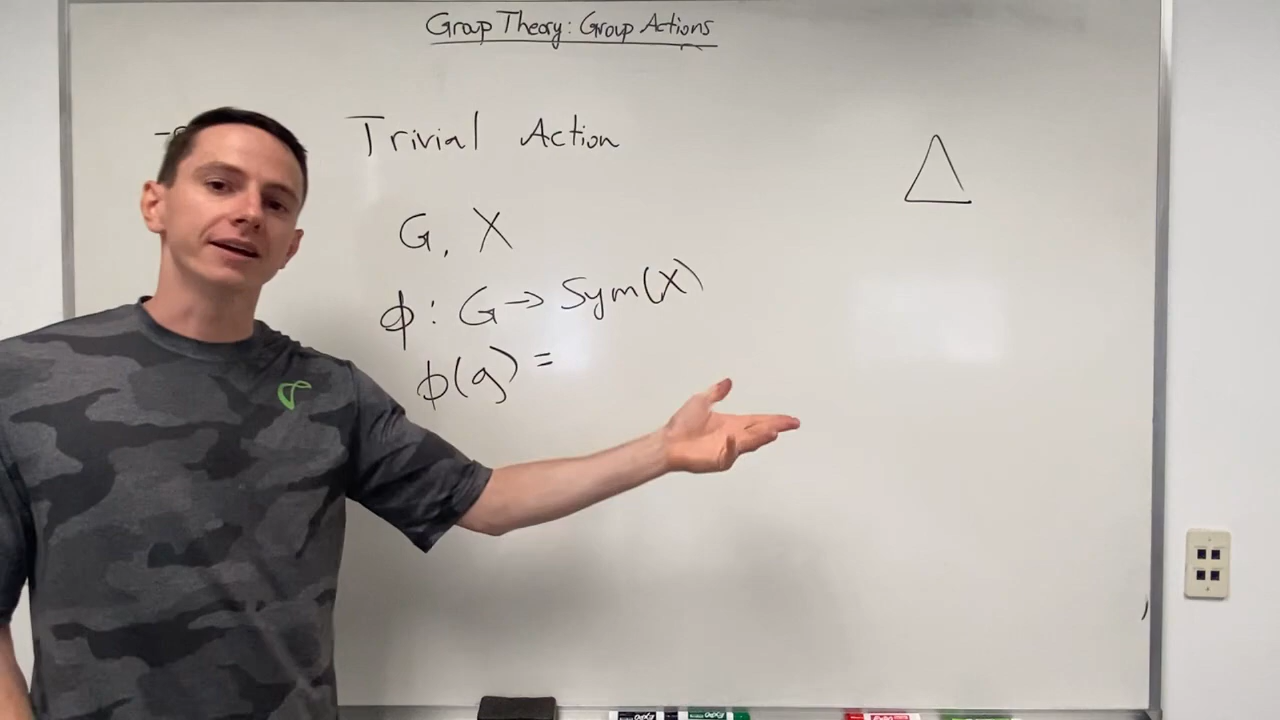 Group Theory: Group Actions
Trivial Action
G, X
ϕ: G → Sym(X)
ϕ(g) =